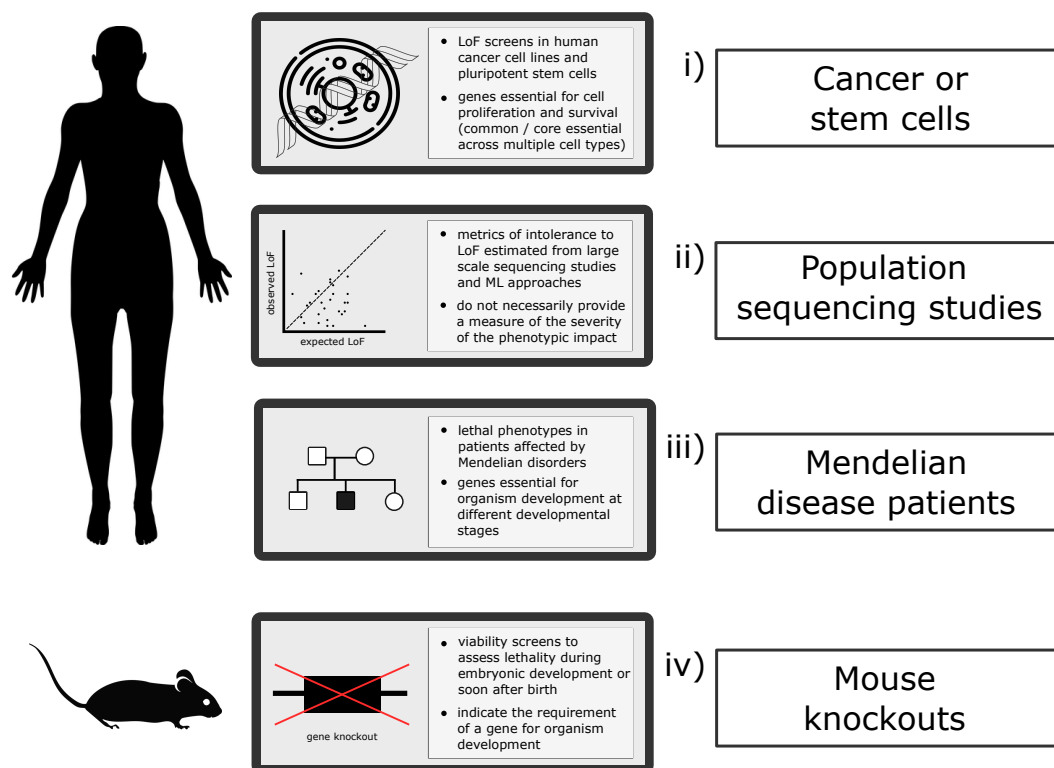 • LoF screens in human
cancer cell lines and
pluripotent stem cells
• genes essential for cell
proliferation and survival
(common / core essential
across multiple cell types)
i)
Cancer or
stem cells
observed LoF
expected LoF
• metrics of intolerance to
LoF estimated from large
scale sequencing studies
and ML approaches
• do not necessarily provide
a measure of the severity
of the phenotypic impact
ii)
Population
sequencing studies
• lethal phenotypes in
patients affected by
Mendelian disorders
• genes essential for
organism development at
different developmental
stages
iii)
Mendelian
disease patients
gene knockout
• viability screens to
assess lethality during
embryonic development or
soon after birth
• indicate the requirement
of a gene for organism
development
iv)
Mouse
knockouts